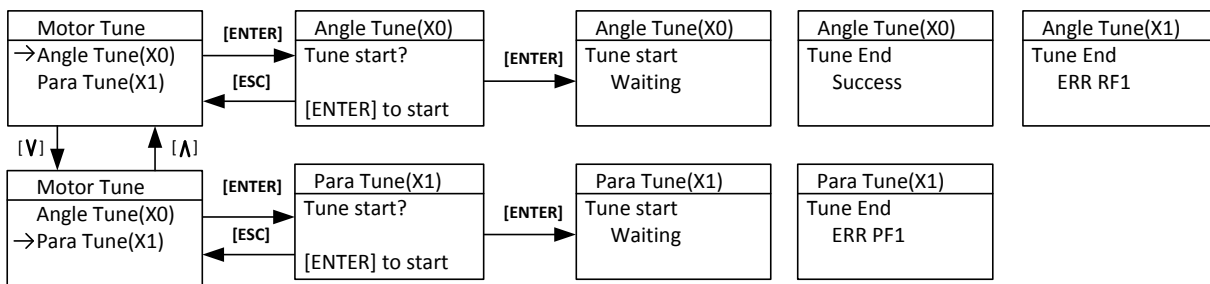 Motor Tune
→Angle Tune(X0)
Para Tune(X1)
[ENTER]
[ESC]
Angle Tune(X0)
Tune start?
[ENTER] to start
[ENTER]
Angle Tune(X0)
Tune start
Waiting
Angle Tune(X0)
Tune End
Success
Angle Tune(X1)
Tune End
ERR RF1
[V]
[Λ]
Motor Tune
Angle Tune(X0)
→Para Tune(X1)
[ENTER]
[ESC]
Para Tune(X1)
Tune start?
[ENTER] to start
[ENTER]
Para Tune(X1)
Tune start
Waiting
Para Tune(X1)
Tune End
ERR PF1